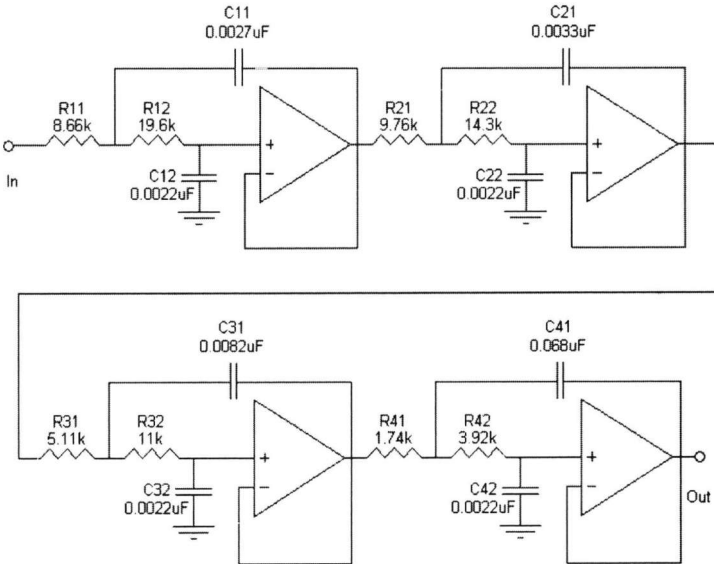 C11
0.0027uF
C21
0.0033uF
R11
8.66k
R12
19.6k
R21
9.76k
R22
14.3k
+
−
+
−
In
C12
0.0022uF
C22
0.0022uF
C31
0.0082uF
C41
0.068uF
R31
5.11k
R32
11k
R41
1.74k
R42
3.92k
+
−
+
−
C32
0.0022uF
C42
0.0022uF
Out